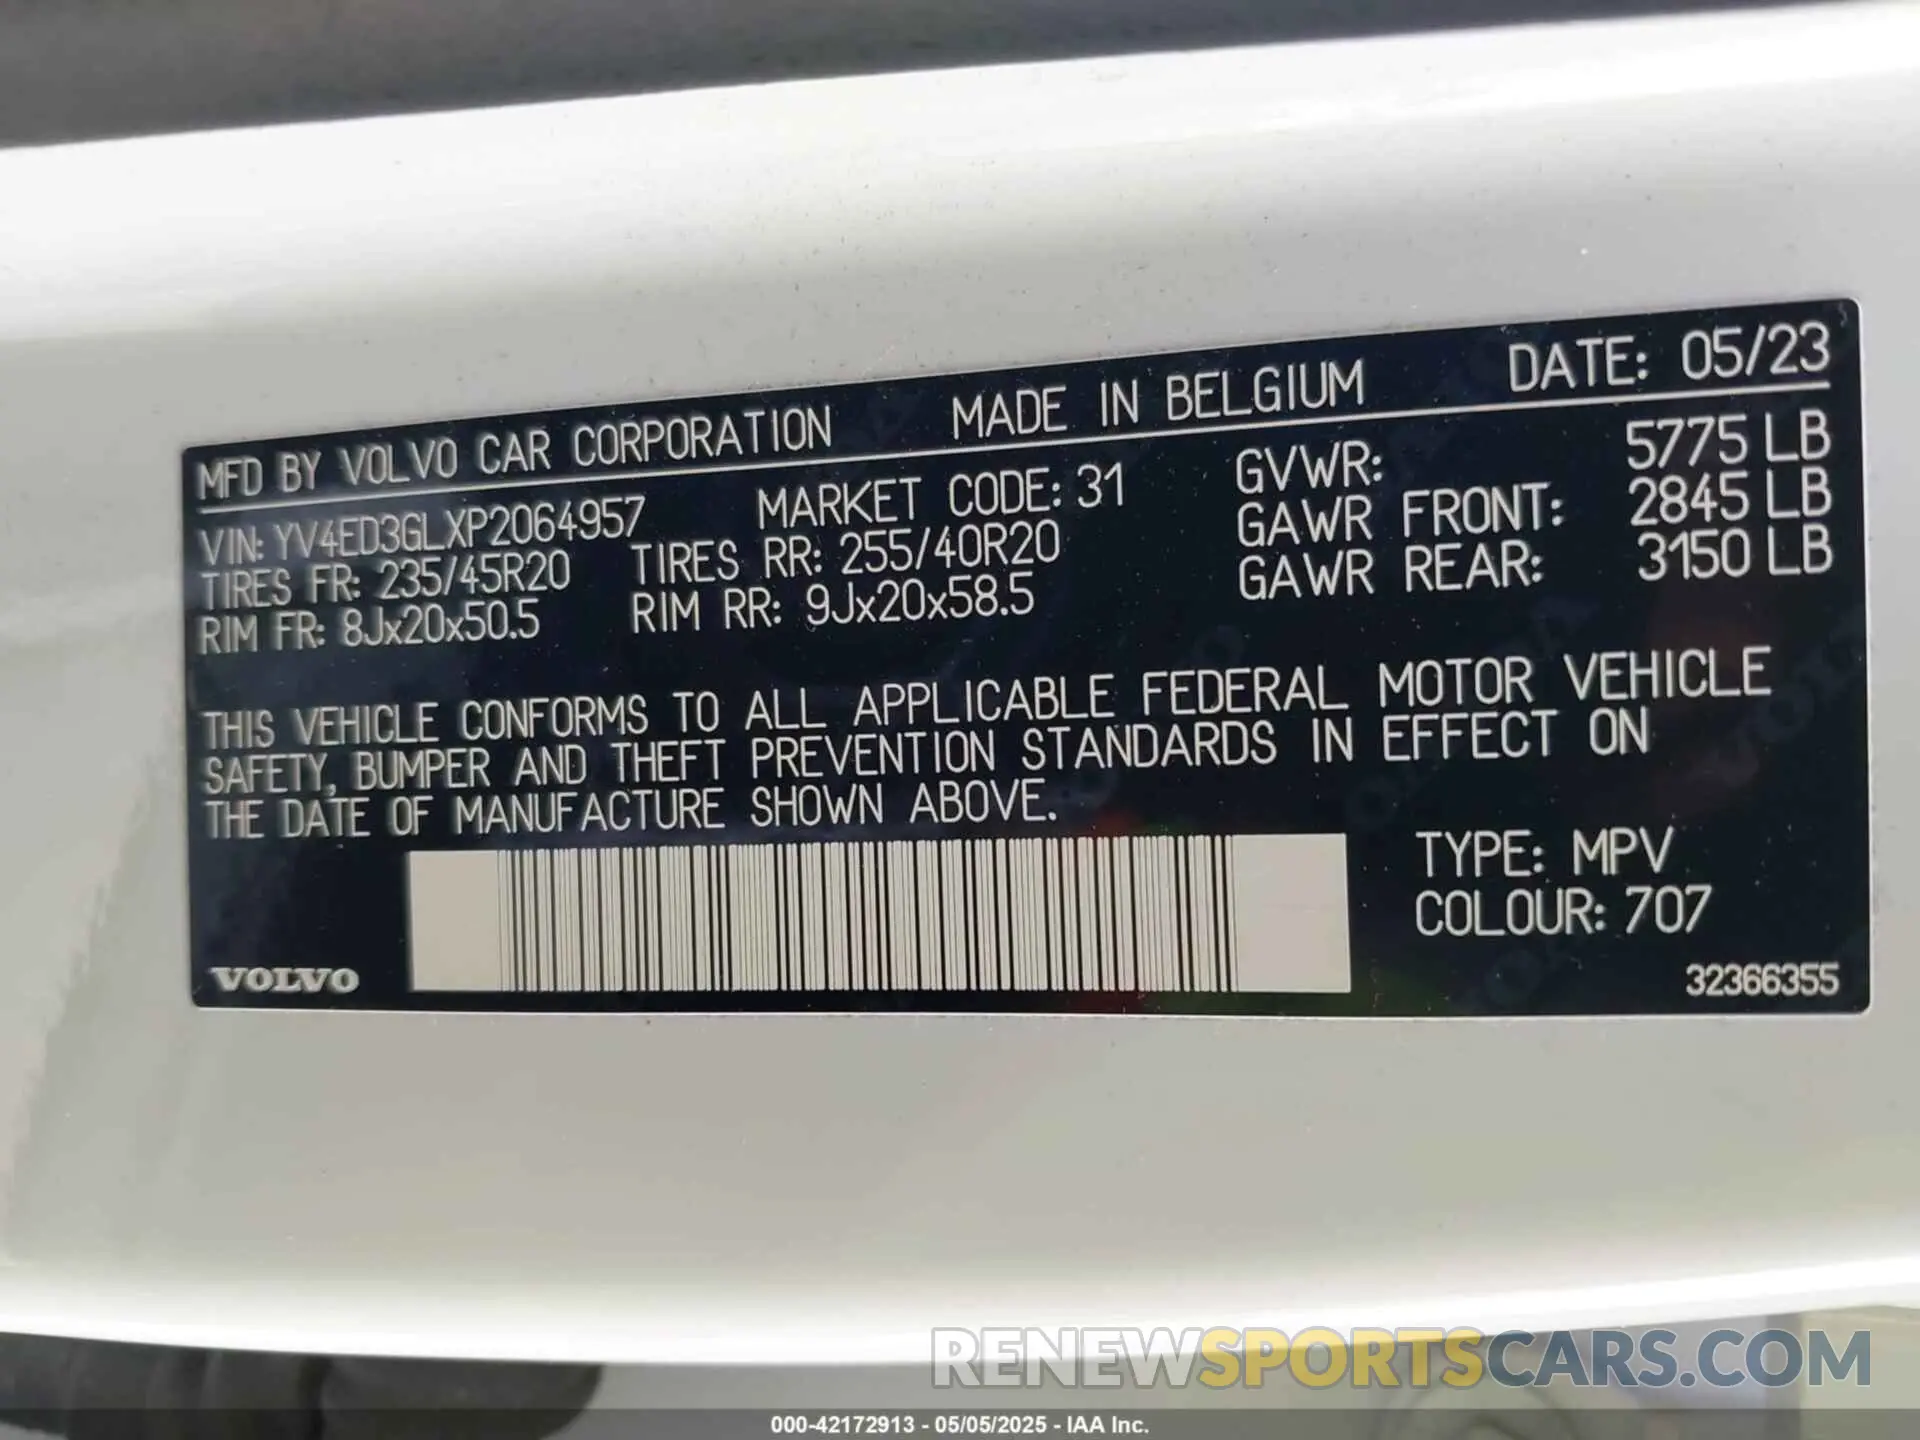 MFD BY VOLVO CAR CORPORATION MADE IN BELGIUM DATE: 05/23
VIN: YV4ED3GLXP2064957 MARKET CODE: 31 GVWR: 5775 LB
TIRES FR: 235/45R20 TIRES RR: 255/40R20 GAWR FRONT: 2845 LB
RIM FR: 8Jx20x50.5 RIM RR: 9Jx20x58.5 GAWR REAR: 3150 LB
THIS VEHICLE CONFORMS TO ALL APPLICABLE FEDERAL MOTOR VEHICLE
SAFETY, BUMPER AND THEFT PREVENTION STANDARDS IN EFFECT ON
THE DATE OF MANUFACTURE SHOWN ABOVE.
TYPE: MPV
COLOUR: 707
VOLVO 32366355
RENEWSPORTSCARS.COM
000-42172913 - 05/05/2025 - IAA Inc.